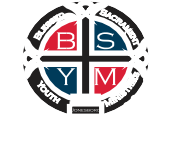 BLESSED SACRAMENT
B S
Y M
YOUTH MINISTRY
JONESBORO